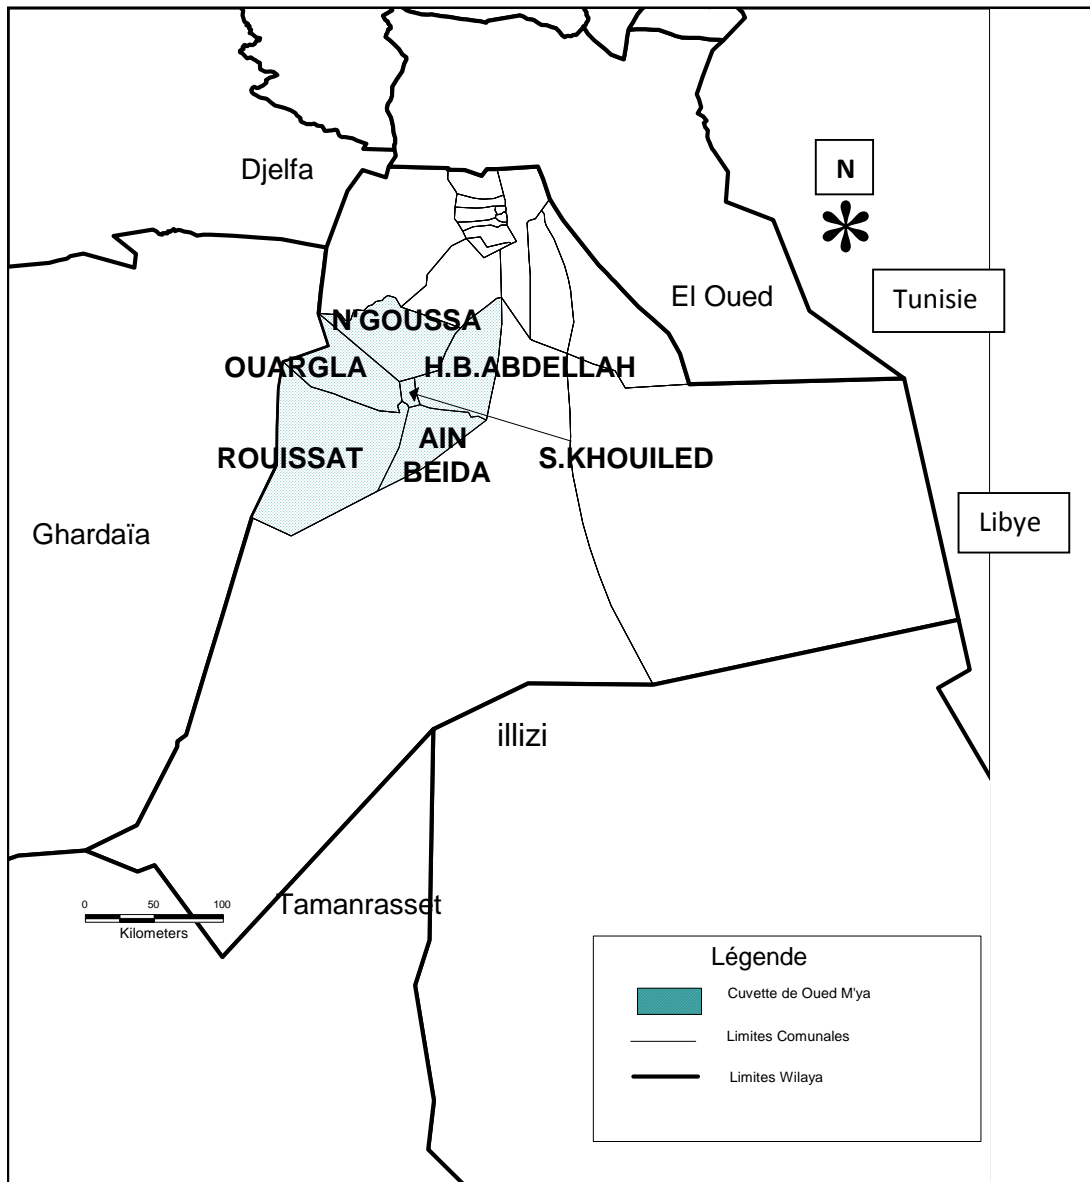 Djelfa
N
El Oued
Tunisie
N'GOUSSA
OUARGLA
H.B.ABDELLAH
ROUISSAT
AIN
BEIDA
S.KHOUILED
Ghardaïa
Libye
illizi
Tamanrasset
0 50 100
Kilometers
Légende
Cuvette de Oued M'ya
Limites Comunales
Limites Wilaya